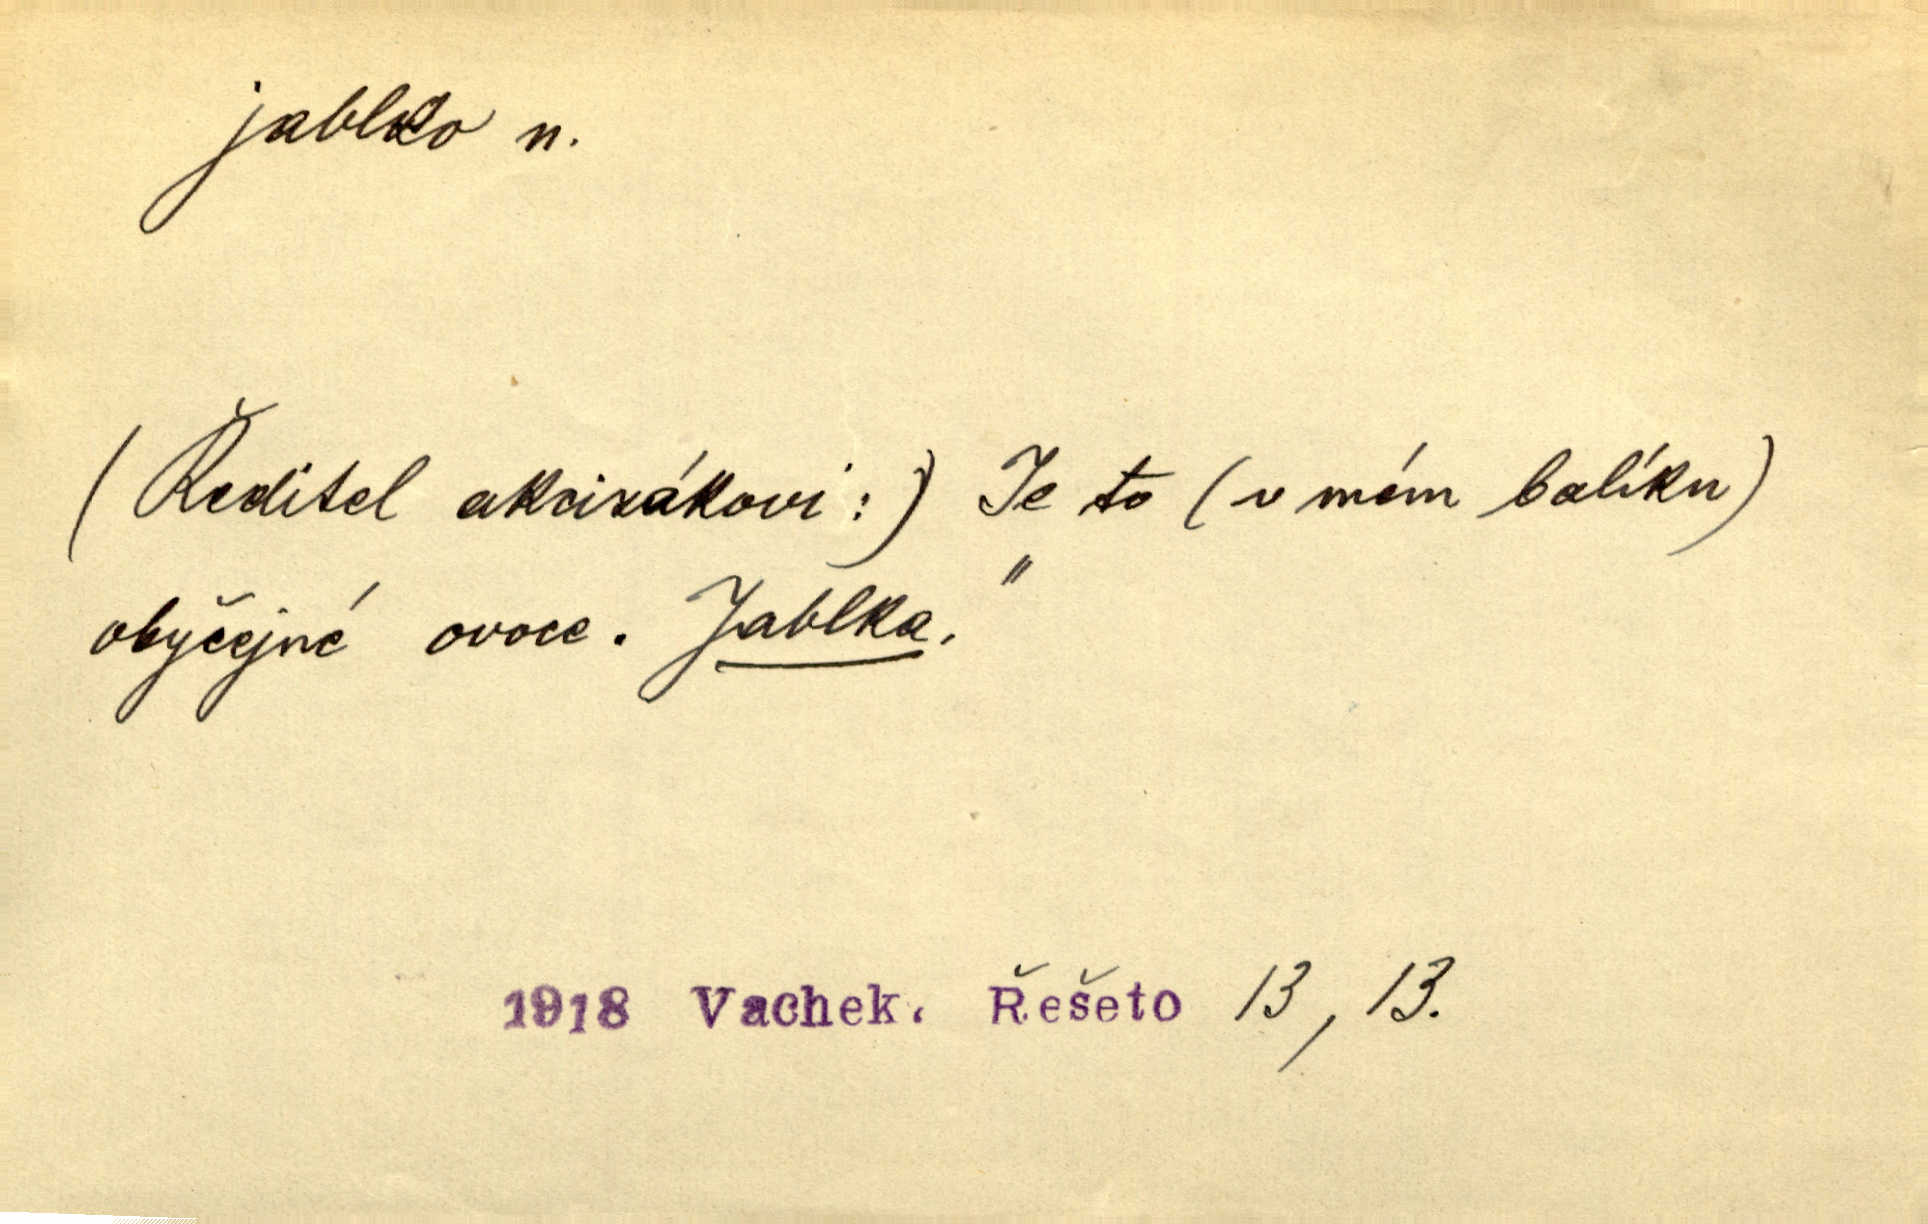 jablko n.
(Ředitel akcizákovi:) Je to (v mém balíku)
obyčejné ovoce. Jablka."
1918 Vachek. Řešeto 13, 13.